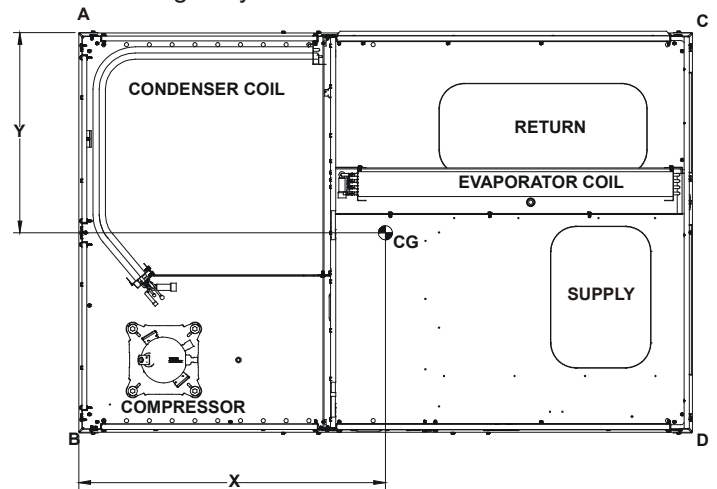 A
C
CONDENSER COIL
Y
RETURN
EVAPORATOR COIL
CG
SUPPLY
COMPRESSOR
B
D
X